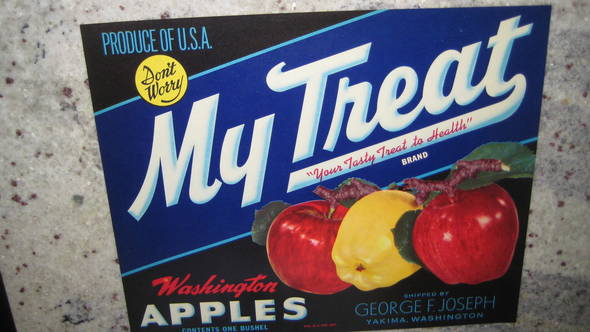 PRODUCE OF U.S.A.
Don't
Worry
My Treat
"Your Tasty Treat to Health"
BRAND
Washington
APPLES
CONTENTS ONE BUSHEL
SHIPPED BY
GEORGE F. JOSEPH
YAKIMA, WASHINGTON